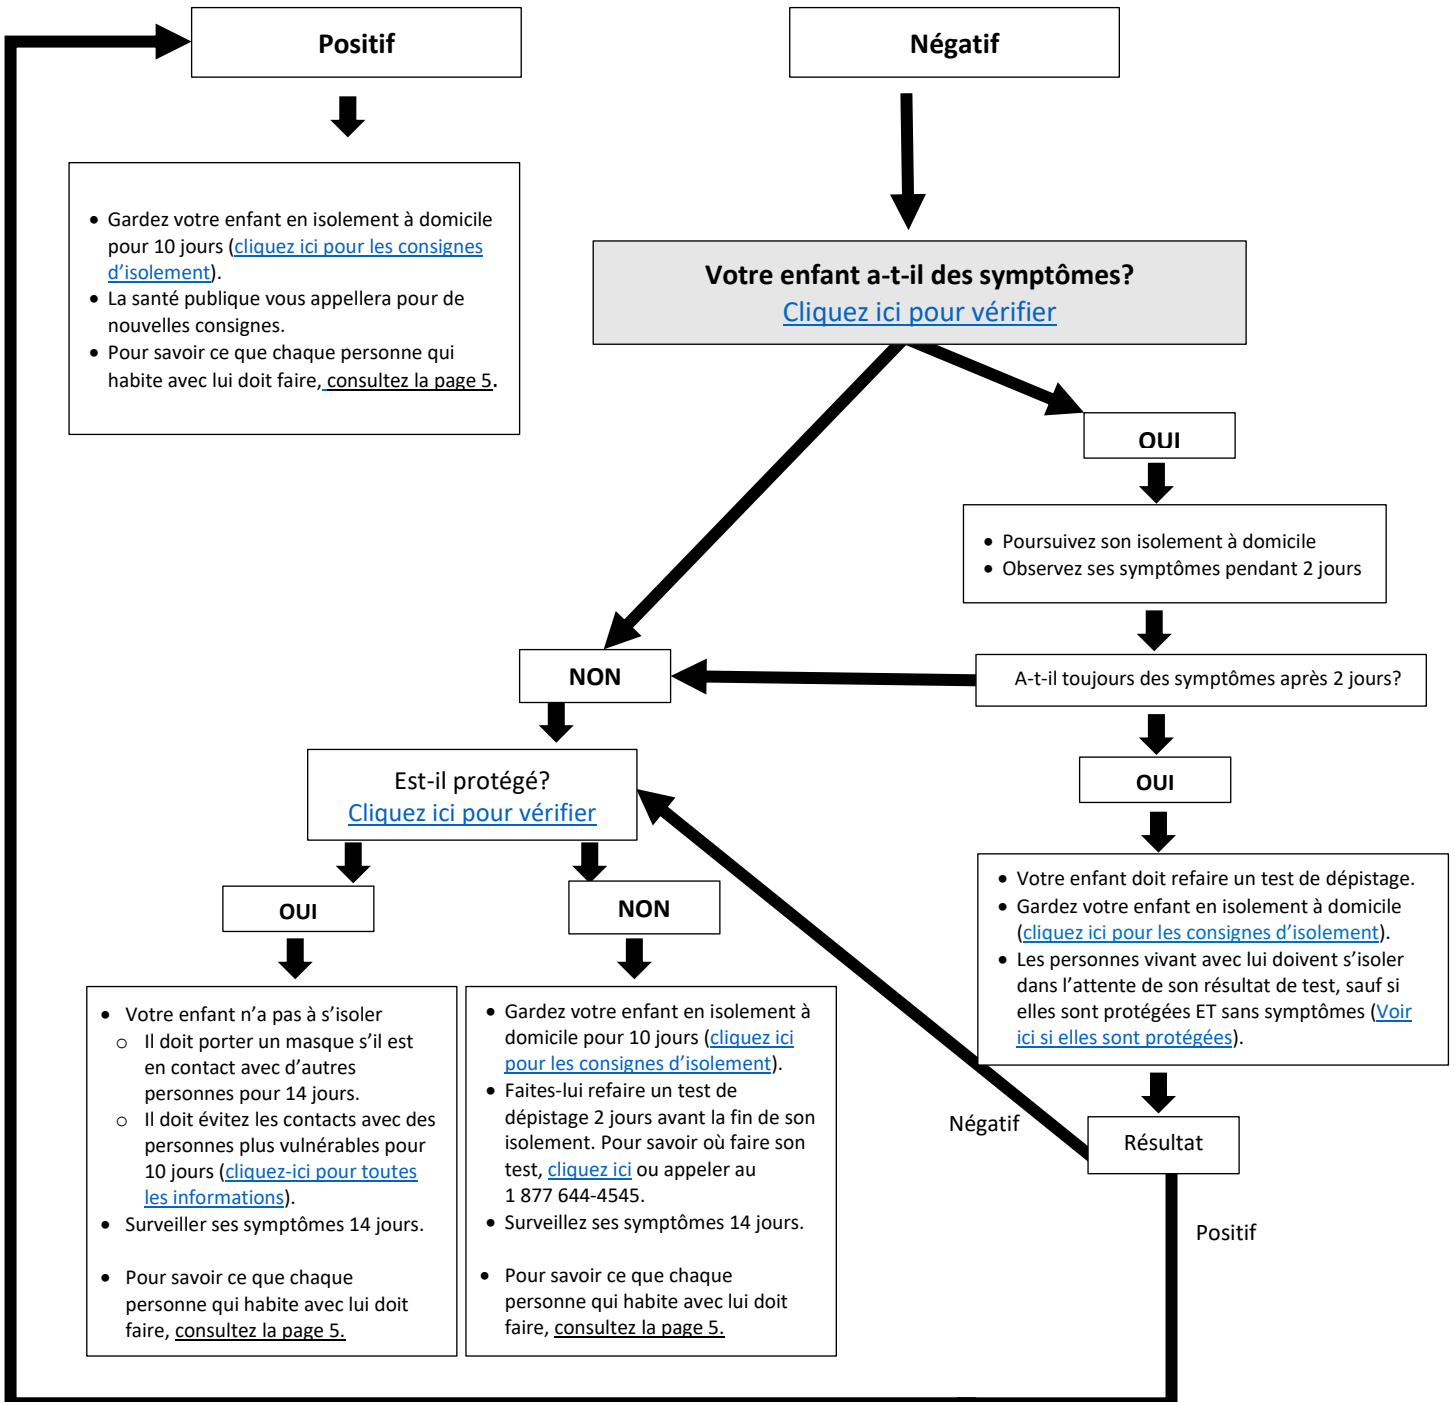 Positif
Négatif
• Gardez votre enfant en isolement à domicile
pour 10 jours (cliquez ici pour les consignes
d’isolement).
• La santé publique vous appellera pour de
nouvelles consignes.
• Pour savoir ce que chaque personne qui
habite avec lui doit faire, consultez la page 5.
Votre enfant a-t-il des symptômes?
Cliquez ici pour vérifier
OUI
• Poursuivez son isolement à domicile
• Observez ses symptômes pendant 2 jours
NON
A-t-il toujours des symptômes après 2 jours?
OUI
Est-il protégé?
Cliquez ici pour vérifier
OUI
NON
• Votre enfant doit refaire un test de dépistage.
• Gardez votre enfant en isolement à domicile
(cliquez ici pour les consignes d’isolement).
• Les personnes vivant avec lui doivent s’isoler
dans l’attente de son résultat de test, sauf si
elles sont protégées ET sans symptômes (Voir
ici si elles sont protégées).
• Votre enfant n’a pas à s’isoler
o Il doit porter un masque s’il est
en contact avec d’autres
personnes pour 14 jours.
o Il doit évitez les contacts avec des
personnes plus vulnérables pour
10 jours (cliquez-ici pour toutes
les informations).
• Surveiller ses symptômes 14 jours.
• Pour savoir ce que chaque
personne qui habite avec lui doit
faire, consultez la page 5.
• Gardez votre enfant en isolement à
domicile pour 10 jours (cliquez ici
pour les consignes d’isolement).
• Faites-lui refaire un test de
dépistage 2 jours avant la fin de son
isolement. Pour savoir où faire son
test, cliquez ici ou appeler au
1 877 644-4545.
• Surveillez ses symptômes 14 jours.
• Pour savoir ce que chaque
personne qui habite avec lui doit
faire, consultez la page 5.
Négatif
Résultat
Positif